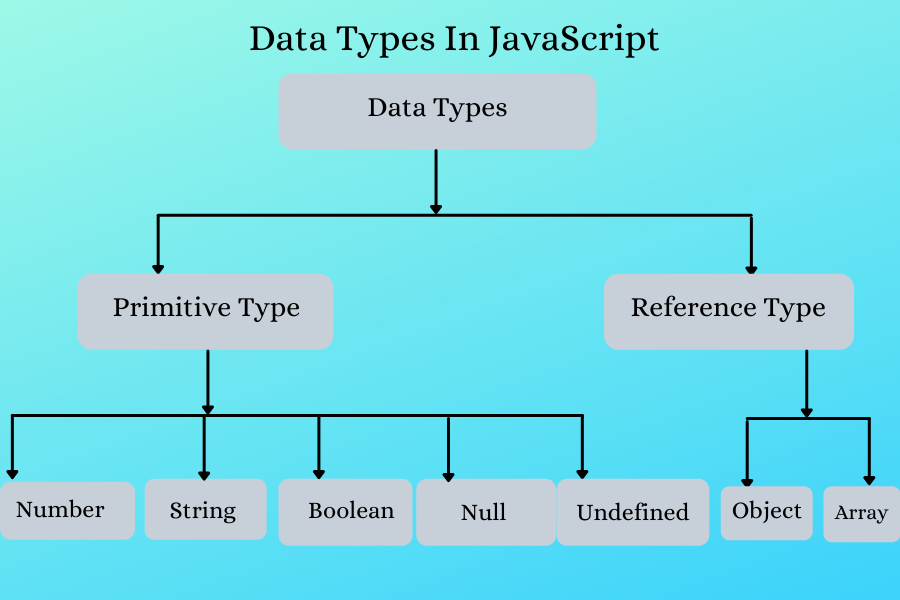 Data Types In JavaScript
Data Types
Primitive Type
Reference Type
Number
String
Boolean
Null
Undefined
Object
Array